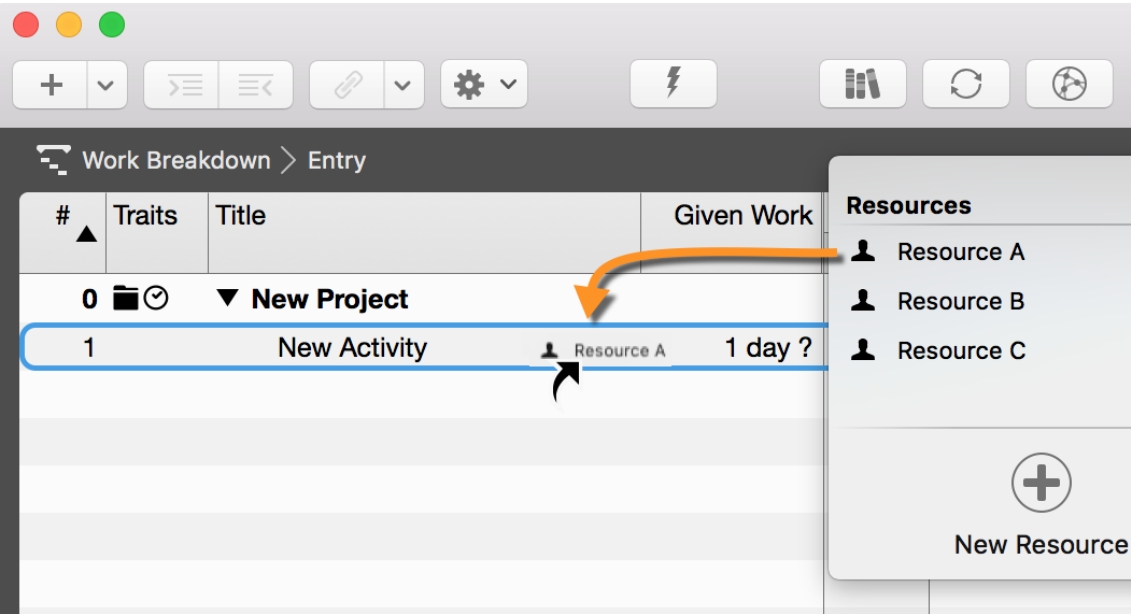 Work Breakdown > Entry
# Traits Title Given Work
Resources
Resource A
0 New Project
Resource B
1 New Activity Resource A 1 day ?
Resource C
New Resource